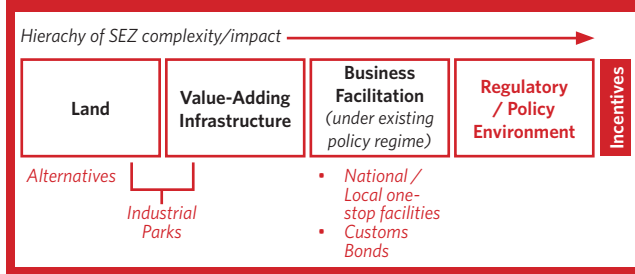 Hierachy of SEZ complexity/impact
Land
Value-Adding
Infrastructure
Business
Facilitation
(under existing
policy regime)
Regulatory
/ Policy
Environment
Incentives
Alternatives
Industrial
Parks
• National /
Local one-
stop facilities
• Customs
Bonds